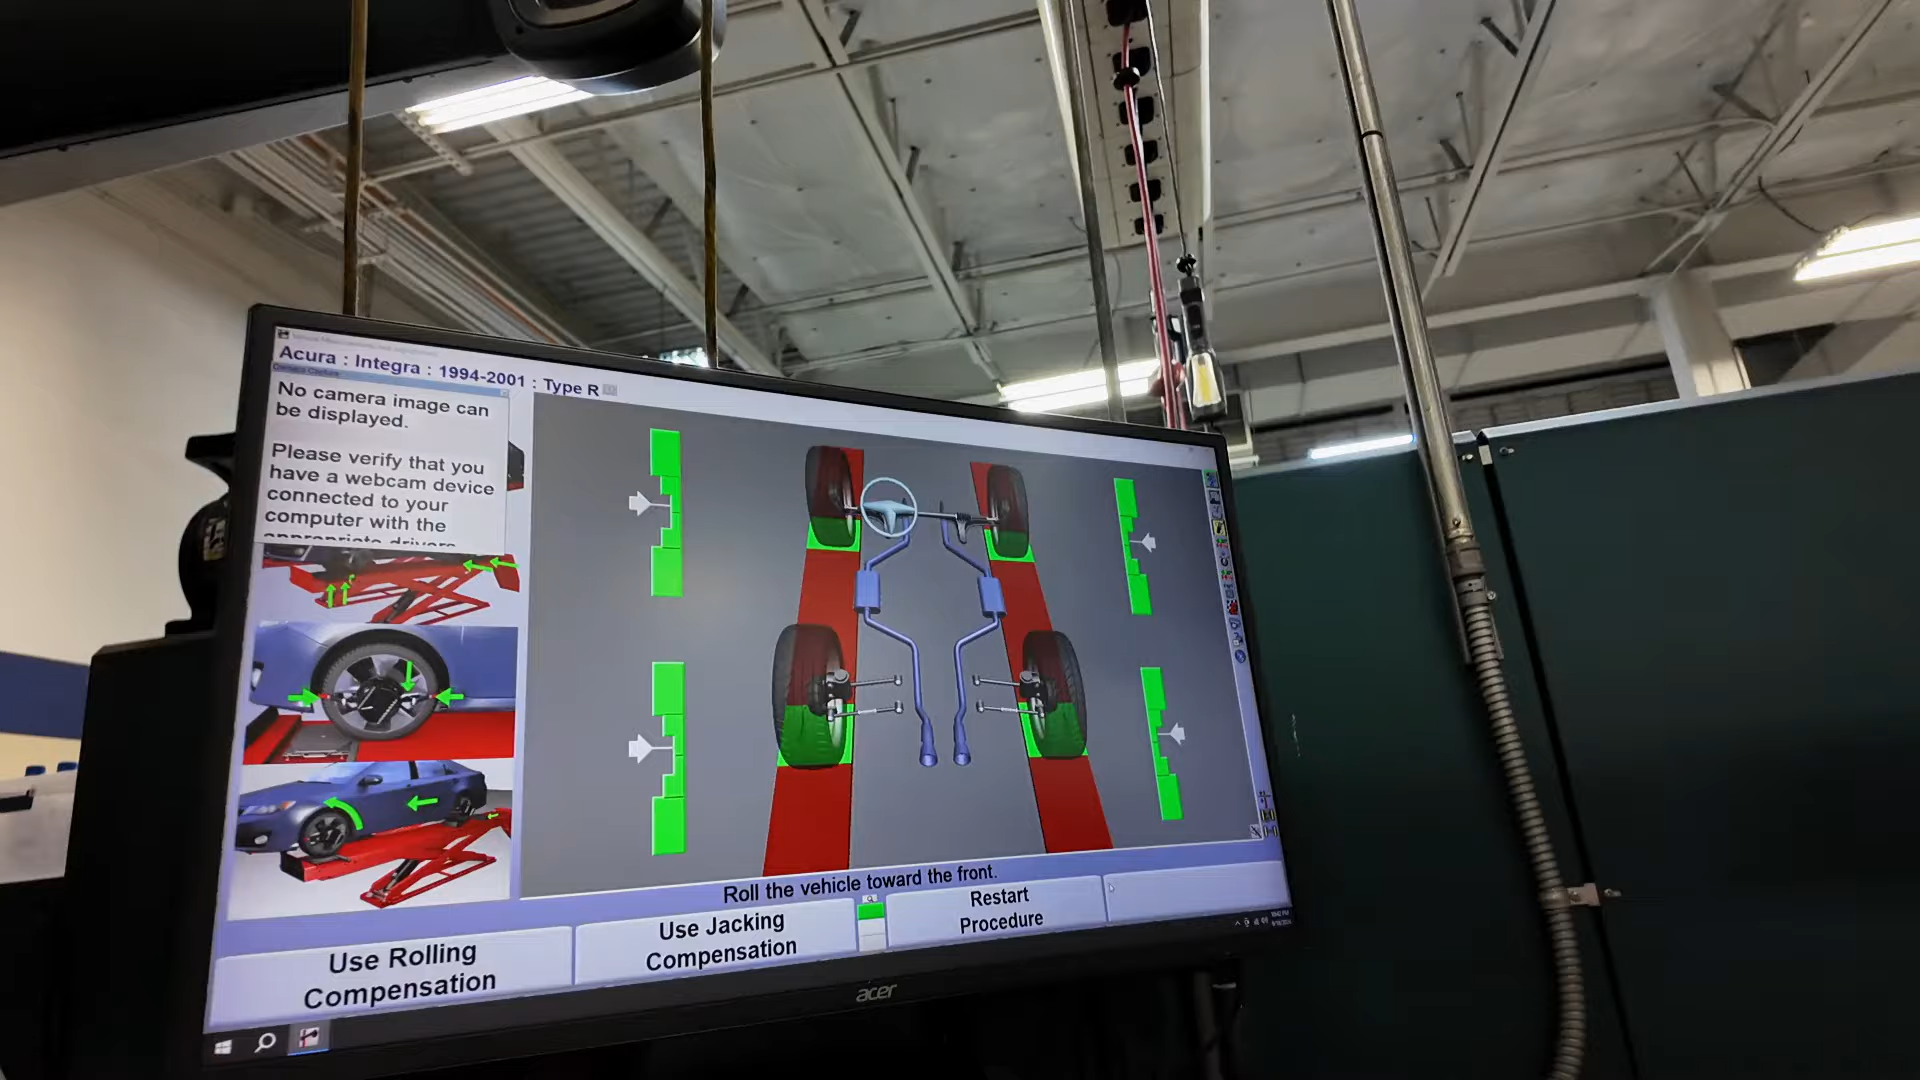 Acura : Integra : 1994-2001 : Type R
No camera image can
be displayed.
Please verify that you
have a webcam device
connected to your
computer with the
appropriate drivers
Roll the vehicle toward the front.
Use Rolling
Compensation
Use Jacking
Compensation
Restart
Procedure
acer